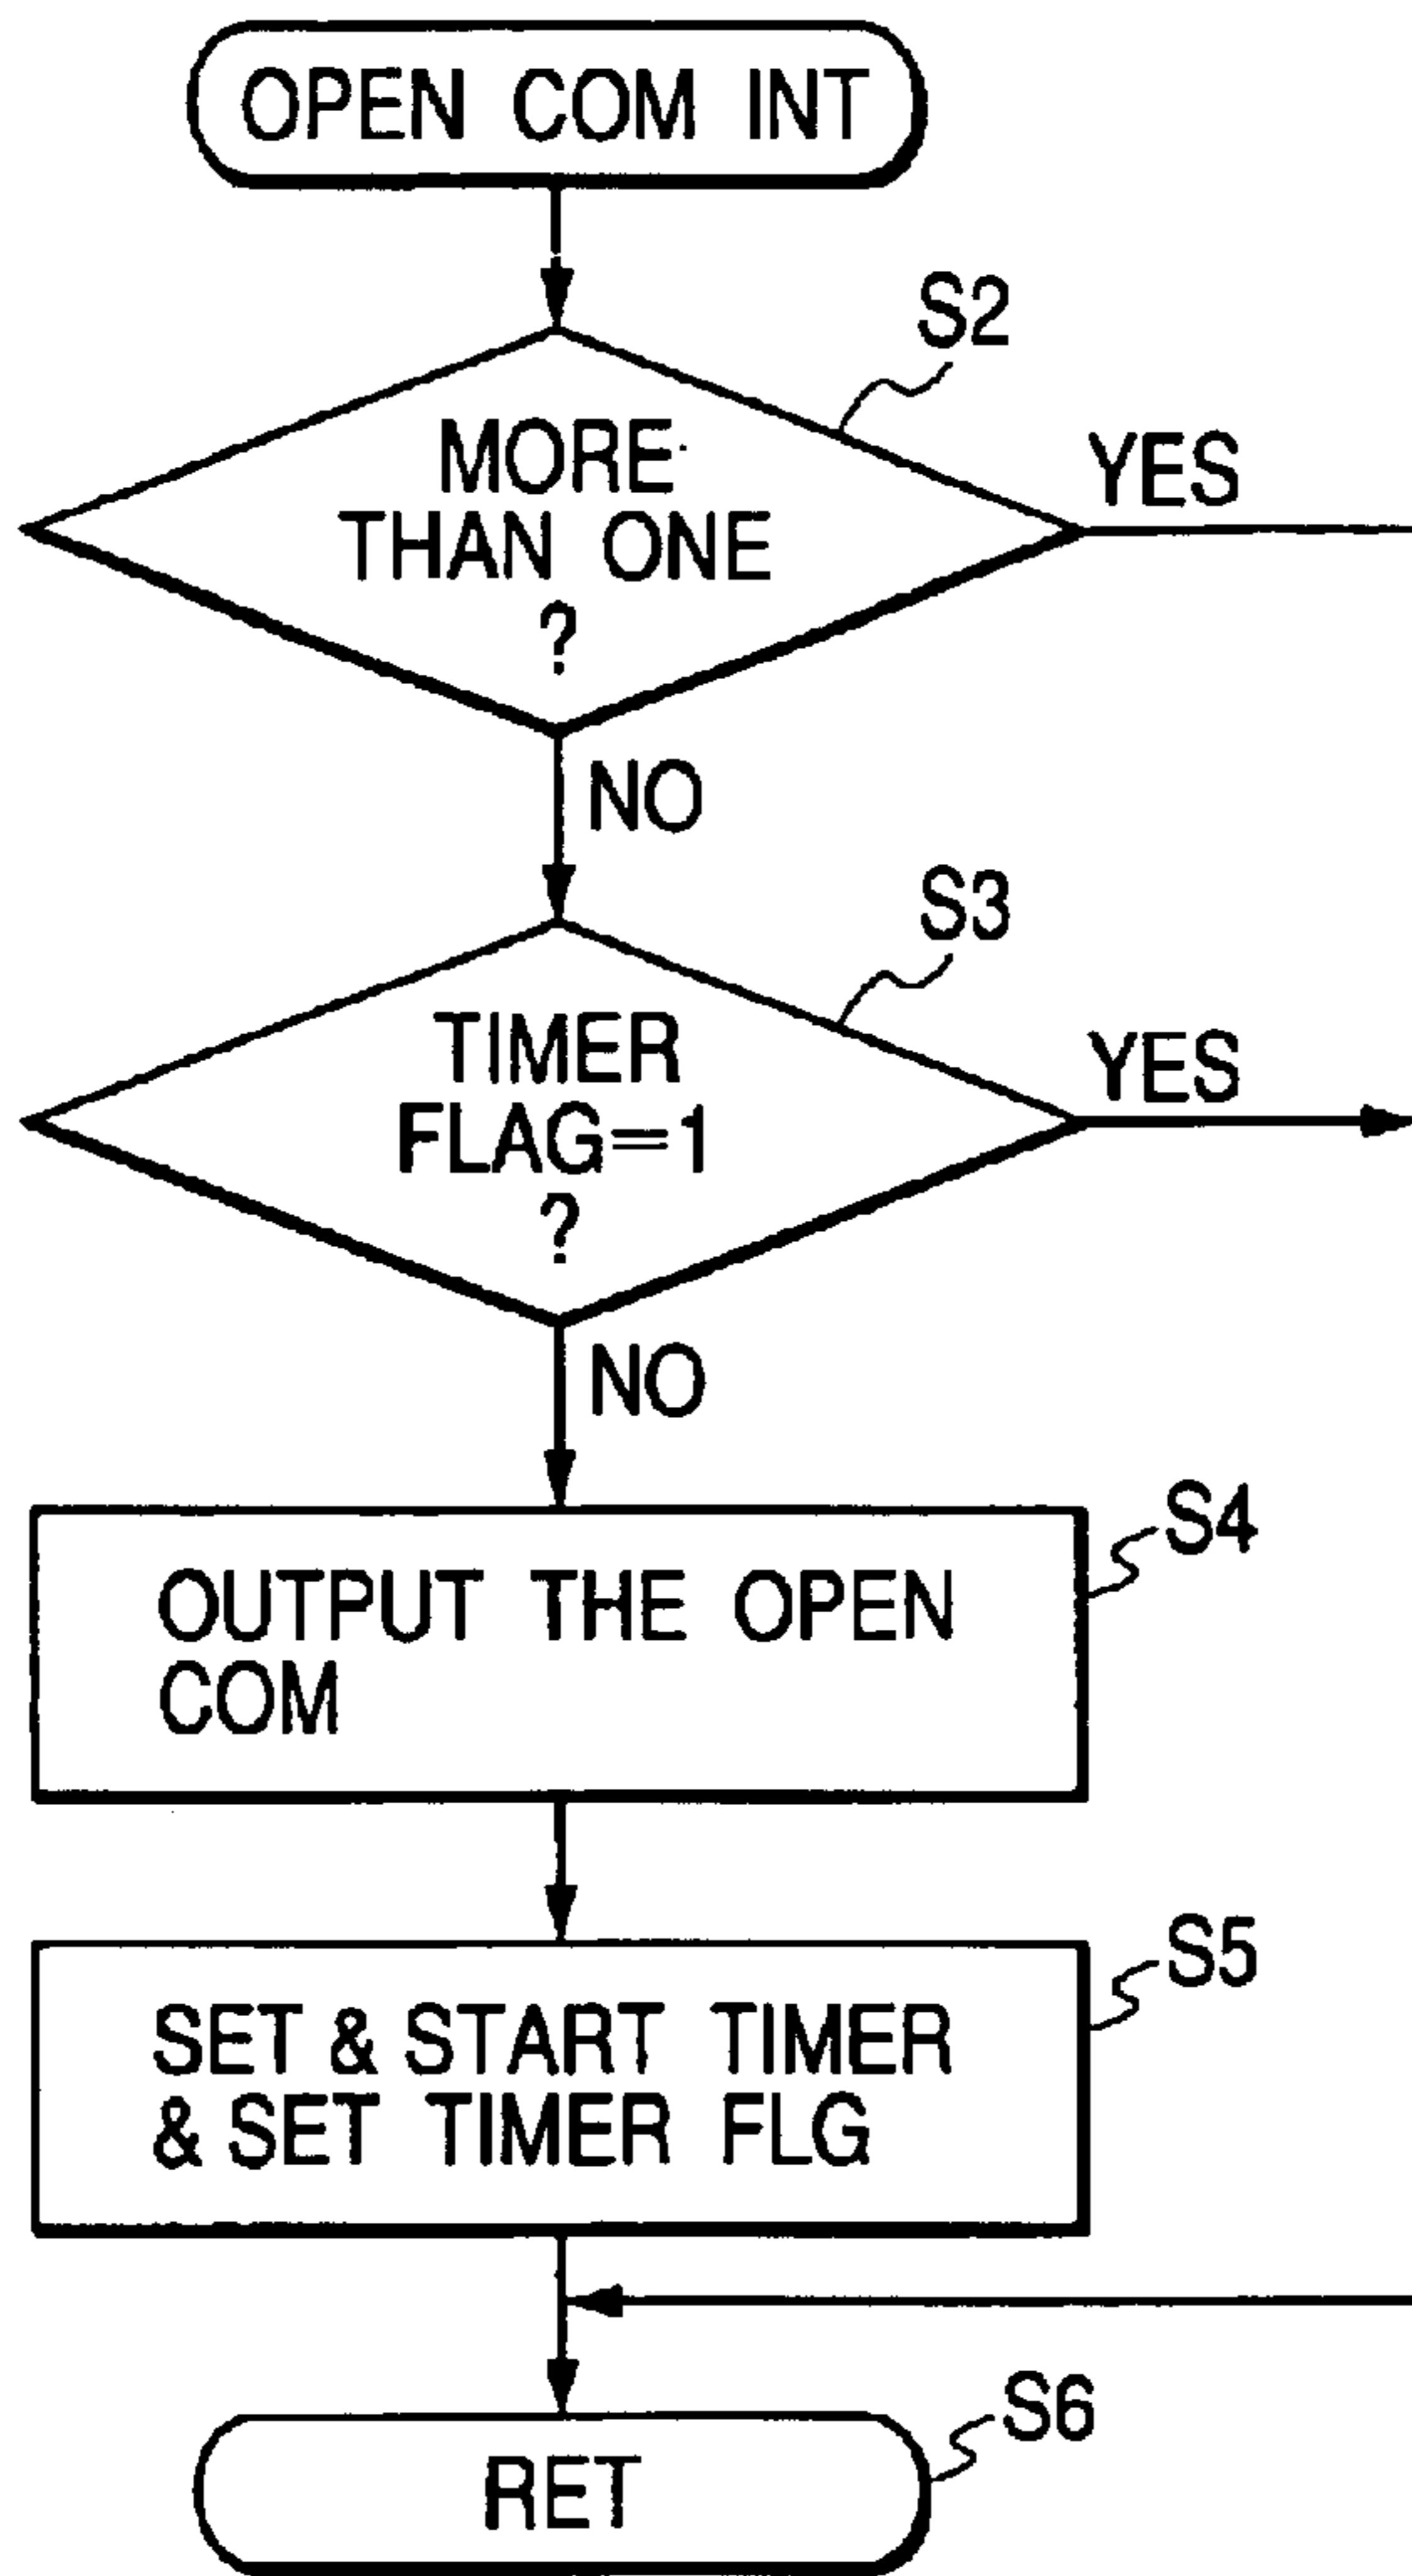 OPEN COM INT
S2
MORE
THAN ONE
?
YES
NO
S3
TIMER
FLAG=1
?
YES
NO
S4
OUTPUT THE OPEN
COM
S5
SET & START TIMER
& SET TIMER FLG
S6
RET